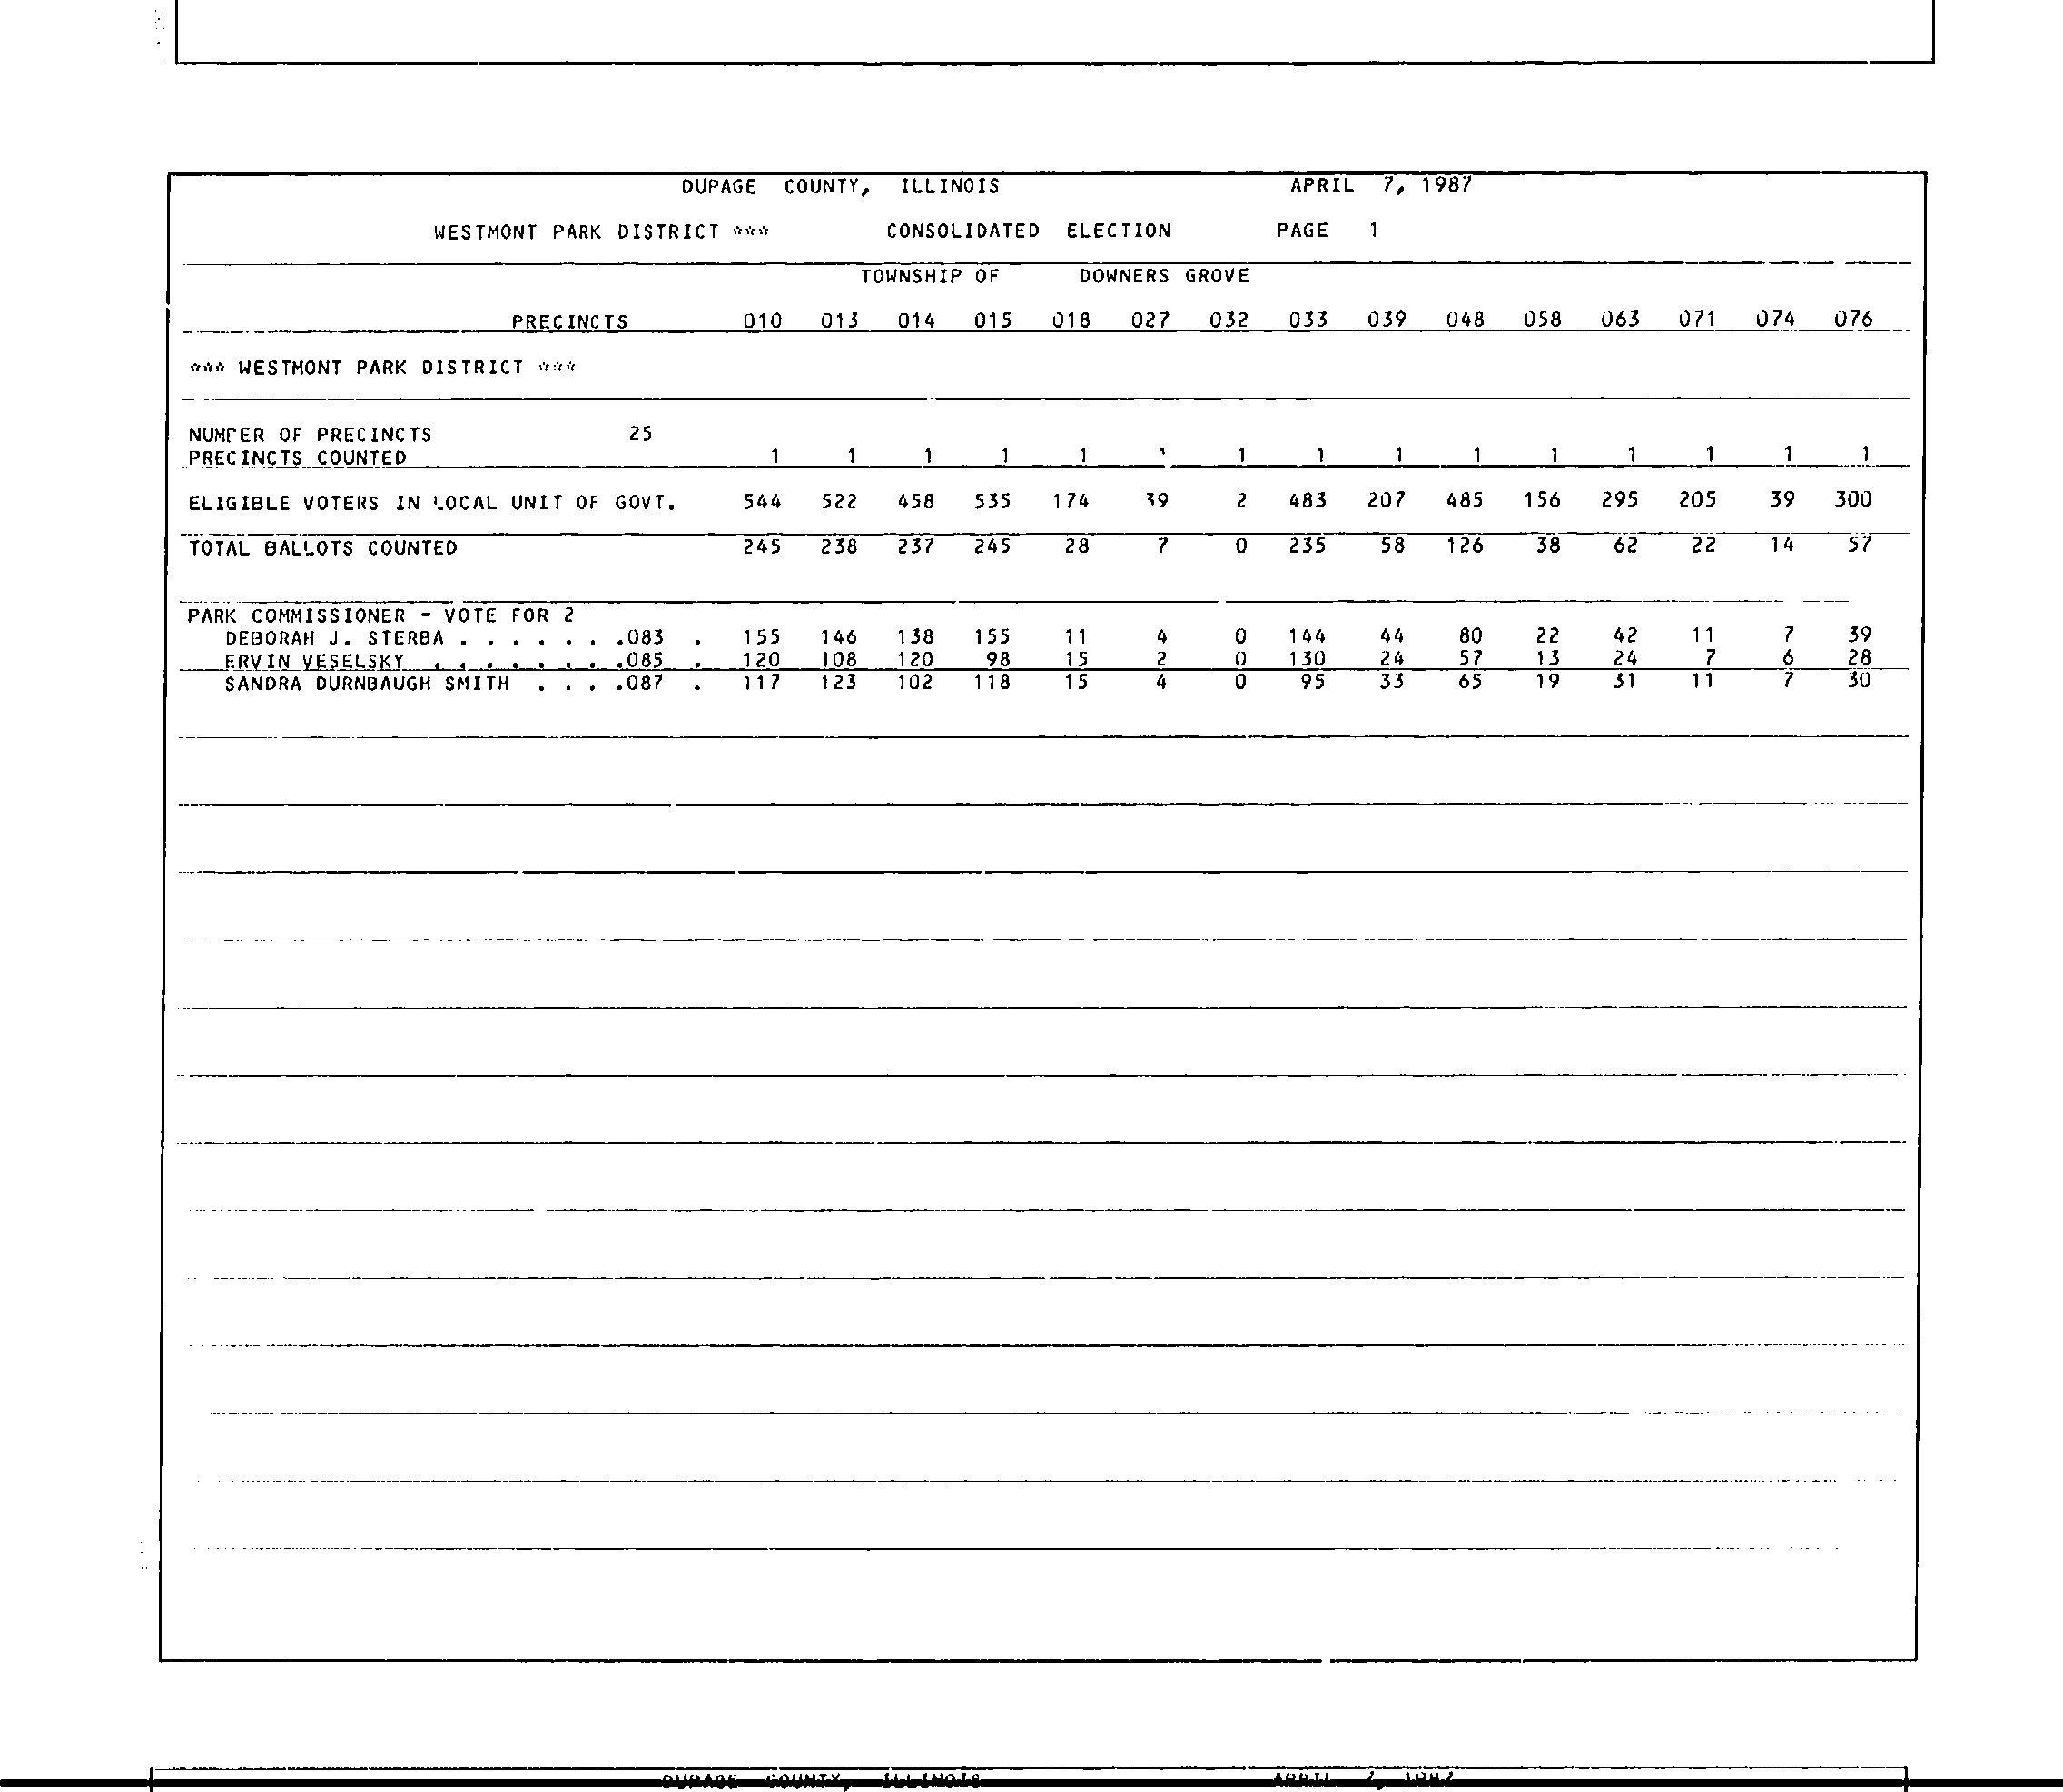 DUPAGE COUNTY, ILLINOIS APRIL 7, 1987
WESTMONT PARK DISTRICT *** CONSOLIDATED ELECTION PAGE 1
TOWNSHIP OF DOWNERS GROVE
PRECINCTS 010 013 014 015 018 027 032 033 039 048 058 063 071 074 076
*** WESTMONT PARK DISTRICT ***
NUMBER OF PRECINCTS 25
PRECINCTS COUNTED 1 1 1 1 1 1 1 1 1 1 1 1 1 1 1
ELIGIBLE VOTERS IN LOCAL UNIT OF GOVT. 544 522 458 535 174 39 2 483 207 485 156 295 205 39 300
TOTAL BALLOTS COUNTED 245 238 237 245 28 7 0 235 58 126 38 62 22 14 57
PARK COMMISSIONER - VOTE FOR 2
DEBORAH J. STERBA . . . . . . .083 . 155 146 138 155 11 4 0 144 44 80 22 42 11 7 39
ERVIN VESELSKY . . . . . . . .085 . 120 108 120 98 15 2 0 130 24 57 13 24 7 6 28
SANDRA DURNBAUGH SMITH . . . .087 . 117 123 102 118 15 4 0 95 33 65 19 31 11 7 30
DUPAGE COUNTY, ILLINOIS APRIL 7, 1987